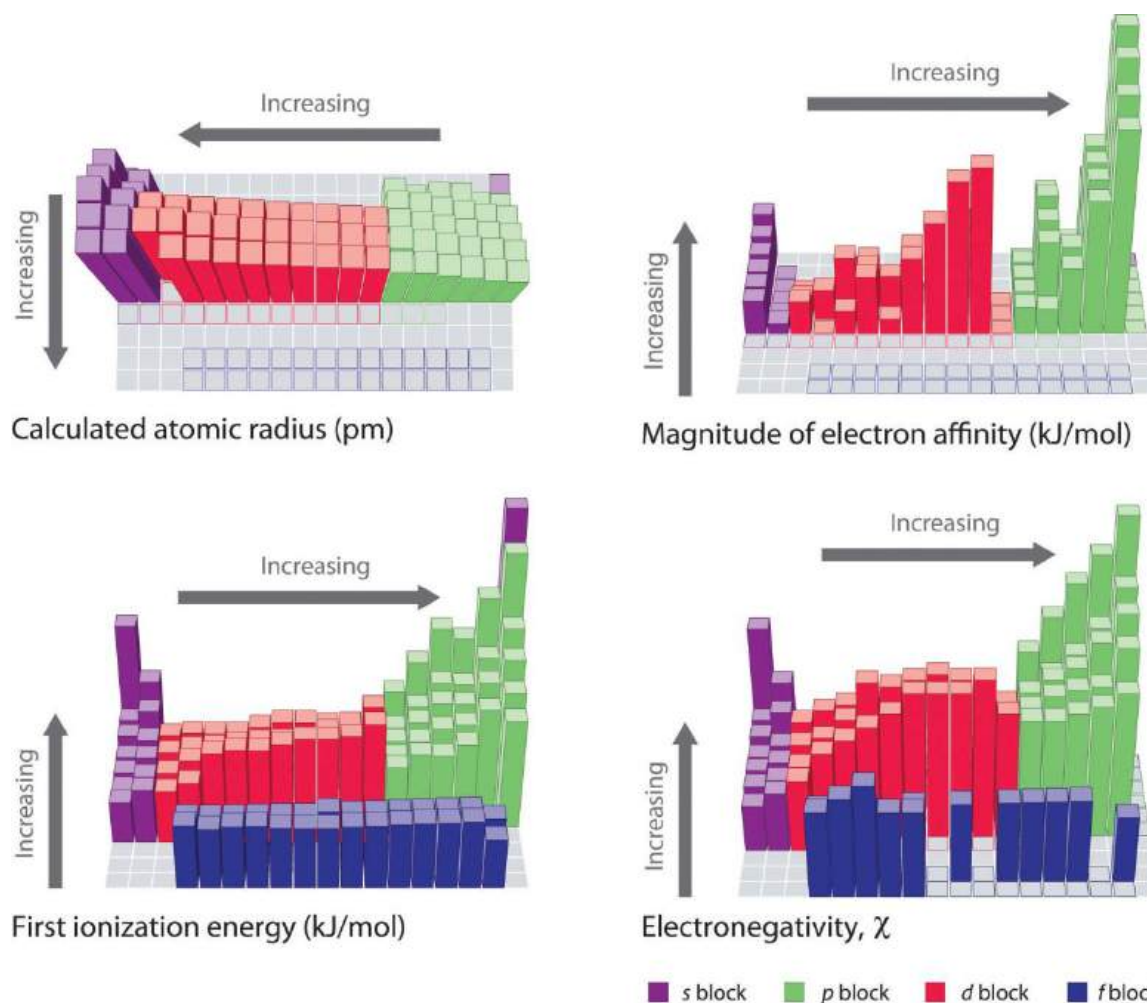 Increasing
Increasing
Calculated atomic radius (pm)
Increasing
Increasing
Magnitude of electron affinity (kJ/mol)
Increasing
Increasing
First ionization energy (kJ/mol)
Increasing
Increasing
Electronegativity, χ
s block p block d block f bloc